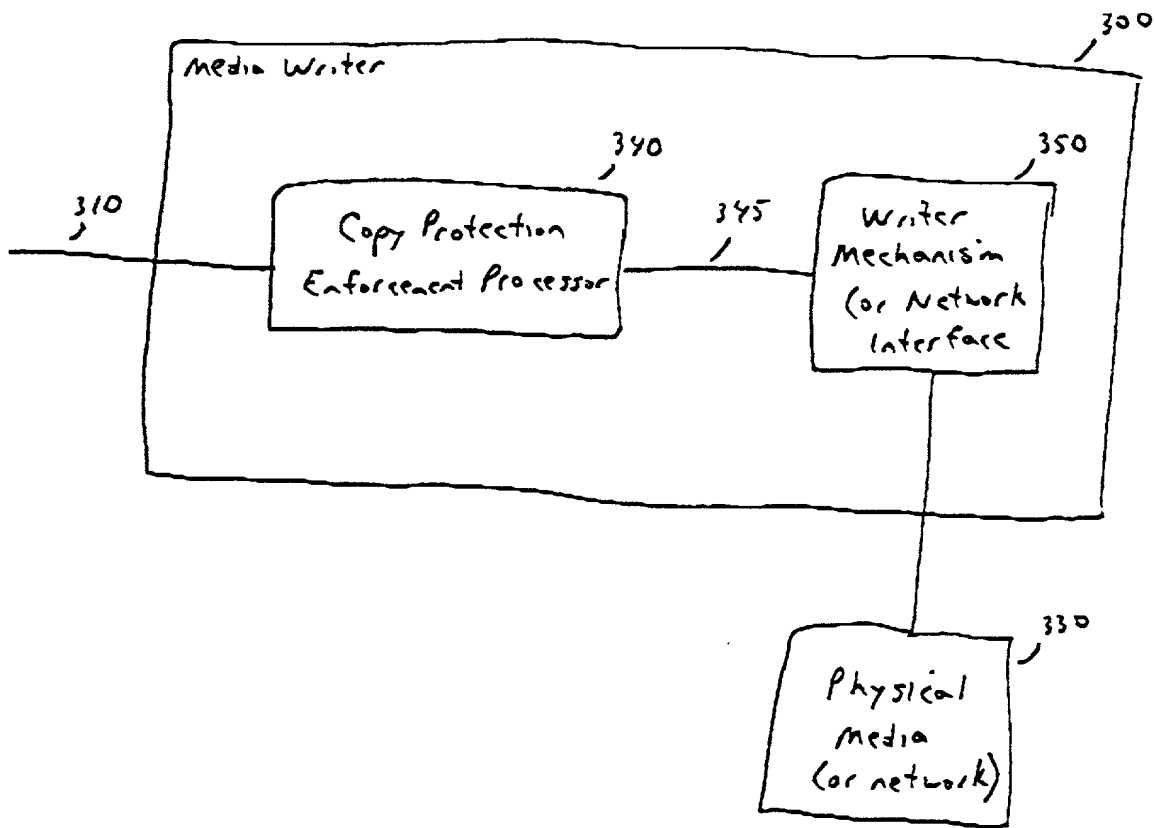 300
Media Writer
340
350
310
Copy Protection
Enforcement Processor
345
Writer
Mechanism
(or Network
Interface
330
Physical
Media
(or network)